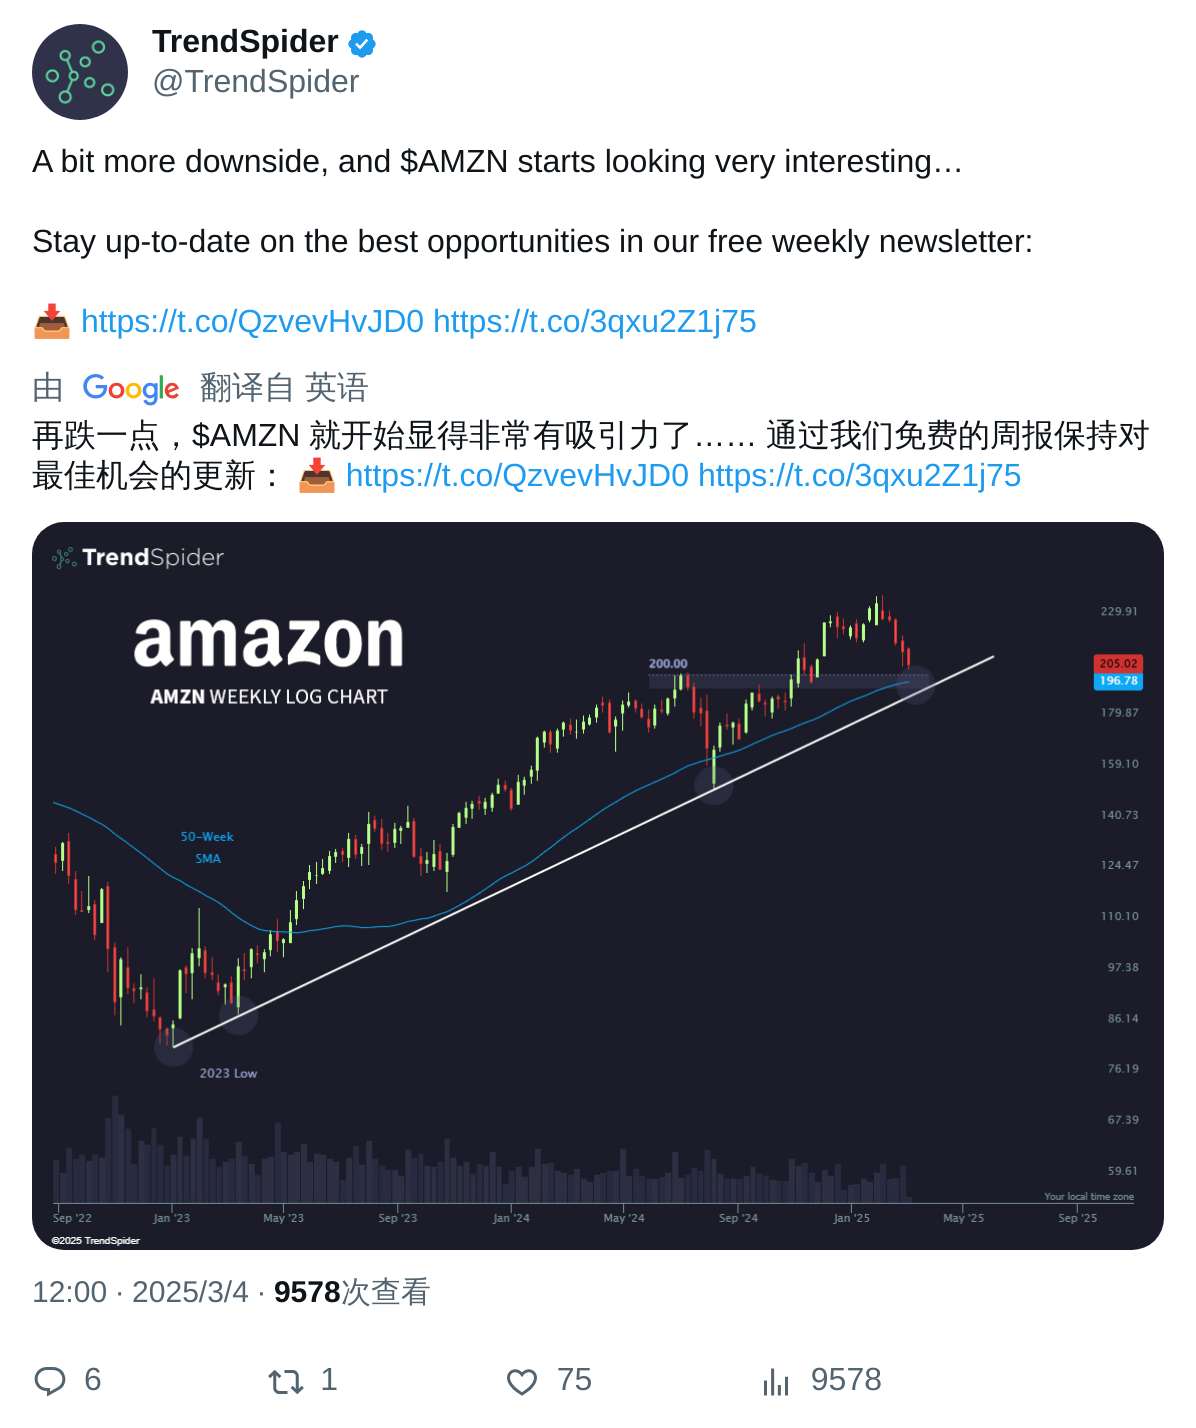 TrendSpider
@TrendSpider
A bit more downside, and $AMZN starts looking very interesting…
Stay up-to-date on the best opportunities in our free weekly newsletter:
📥 https://t.co/QzvevHvJD0 https://t.co/3qxu2Z1j75
由 Google 翻译自 英语
再跌一点，$AMZN 就开始显得非常有吸引力了…… 通过我们免费的周报保持对
最佳机会的更新： 📥 https://t.co/QzvevHvJD0 https://t.co/3qxu2Z1j75
TrendSpider
amazon
AMZN WEEKLY LOG CHART
200.00
229.91
205.02
196.78
179.87
159.10
140.73
124.47
110.10
97.38
86.14
76.19
67.39
59.61
50-Week
SMA
2023 Low
Your local time zone
Sep '22 Jan '23 May '23 Sep '23 Jan '24 May '24 Sep '24 Jan '25 May '25 Sep '25
©2025 TrendSpider
12:00 · 2025/3/4 · 9578次查看
6 1 75 9578